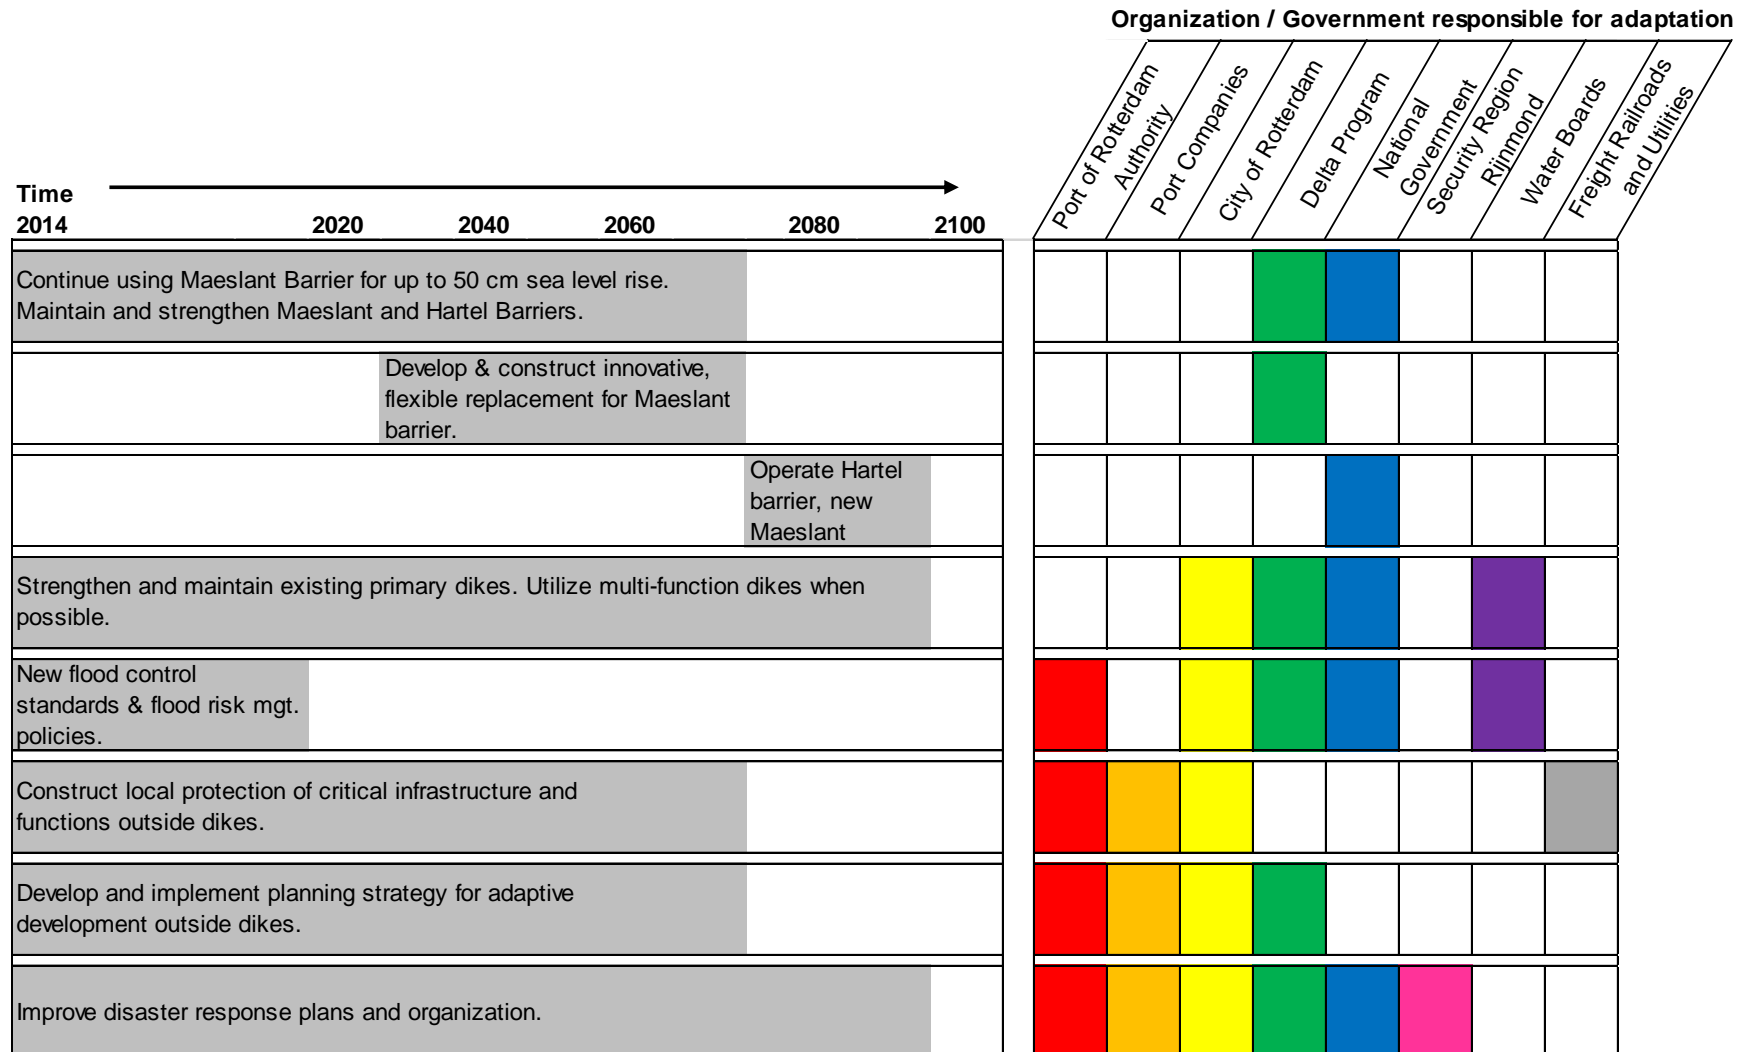 Organization / Government responsible for adaptation
Port of Rotterdam
Authority
Port Companies
City of Rotterdam
Delta Program
National
Government
Security Region
Rijnmond
Water Boards
Freight Railroads
and Utilities
Time
2014 2020 2040 2060 2080 2100
Continue using Maeslant Barrier for up to 50 cm sea level rise.
Maintain and strengthen Maeslant and Hartel Barriers.
Develop & construct innovative,
flexible replacement for Maeslant
barrier.
Operate Hartel
barrier, new
Maeslant
Strengthen and maintain existing primary dikes. Utilize multi-function dikes when
possible.
New flood control
standards & flood risk mgt.
policies.
Construct local protection of critical infrastructure and
functions outside dikes.
Develop and implement planning strategy for adaptive
development outside dikes.
Improve disaster response plans and organization.